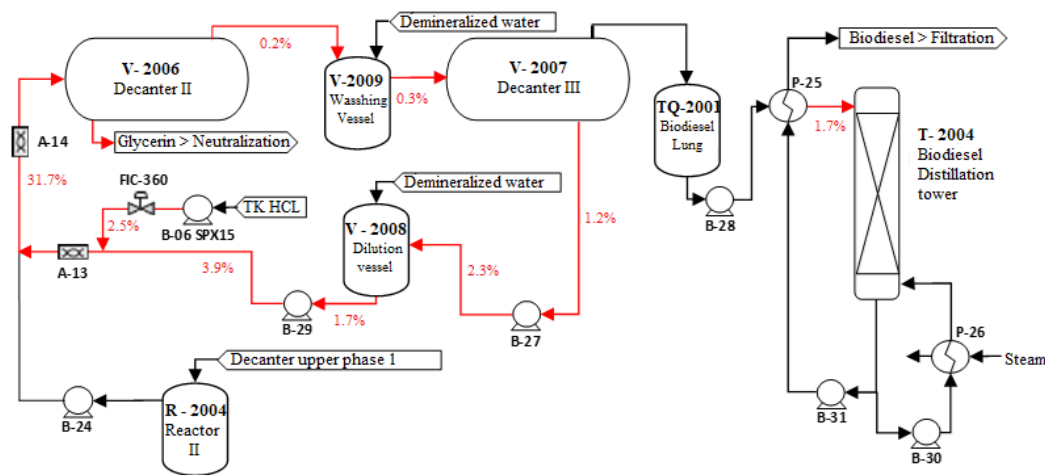 Demineralized water
Biodisel > Filtration
0.2%
V- 2006
Decanter II
V-2009
Wasshing
Vessel
0.3%
V- 2007
Decanter III
P-25
TQ-2001
Biodiesel
Lung
1.7%
T- 2004
Biodiesel
Distillation
tower
A-14
Glycerin > Neutralization
31.7%
FIC-360
Demineralized water
TK HCL
2.5%
B-06 SPX15
V - 2008
Dilution
vessel
1.2%
B-28
A-13
3.9%
2.3%
B-29
1.7%
B-27
P-26
Steam
Decanter upper phase 1
R - 2004
Reactor
II
B-24
B-31
B-30